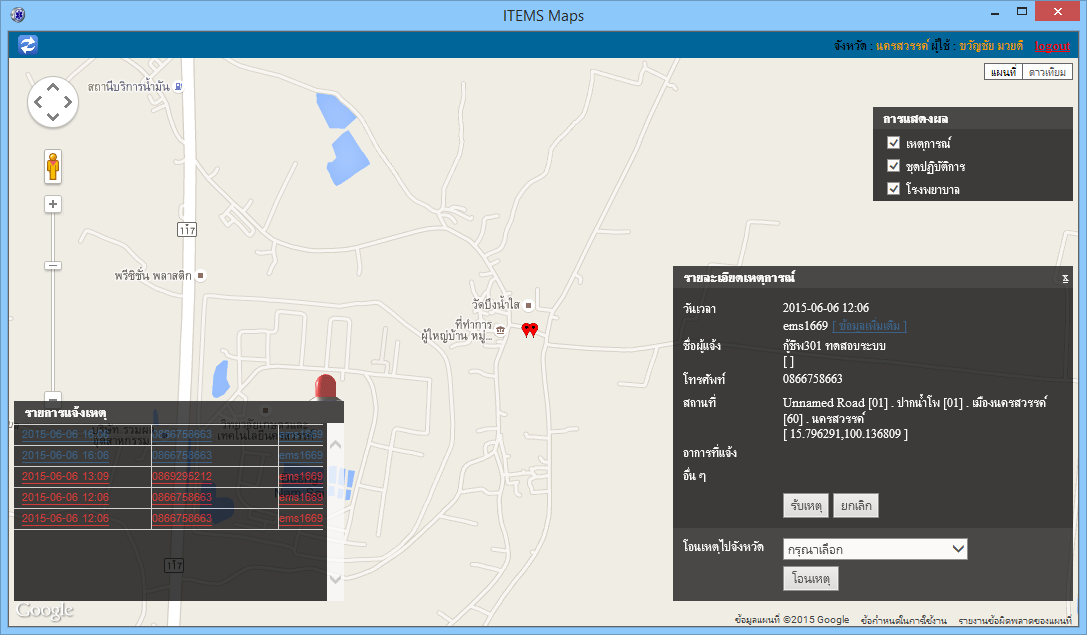 ITEMS Maps
จังหวัด : นครสวรรค์ ผู้ใช้ : ขวัญชัย มวยดี logout
แผนที่ ดาวเทียม
สถานีบริการน้ำมัน
การแสดงผล
เหตุการณ์
ชุดปฏิบัติการ
โรงพยาบาล
117
พรีซิชั่น พลาสติก
วัดบึงน้ำใส
ที่ทำการ
ผู้ใหญ่บ้าน หมู่...
รายละเอียดเหตุการณ์ x
วันเวลา 2015-06-06 12:06
ems1669 [ ข้อมูลเพิ่มเติม ]
ชื่อผู้แจ้ง กู้ชีพ301 ทดสอบระบบ
[ ]
โทรศัพท์ 0866758663
สถานที่ Unnamed Road [01] . ปากน้ำโพ [01] . เมืองนครสวรรค์
[60] . นครสวรรค์
[ 15.796291,100.136809 ]
อาการที่แจ้ง
อื่น ๆ
รับเหตุ ยกเลิก
โอนเหตุไปจังหวัด กรุณาเลือก
โอนเหตุ
รายการแจ้งเหตุ
2015-06-06 16:06 0866758663 ems1669
2015-06-06 16:06 0866758663 ems1669
2015-06-06 13:09 0869295212 ems1669
2015-06-06 12:06 0866758663 ems1669
2015-06-06 12:06 0866758663 ems1669
117
Google
ข้อมูลแผนที่ ©2015 Google ข้อกำหนดในการใช้งาน รายงานข้อผิดพลาดของแผนที่